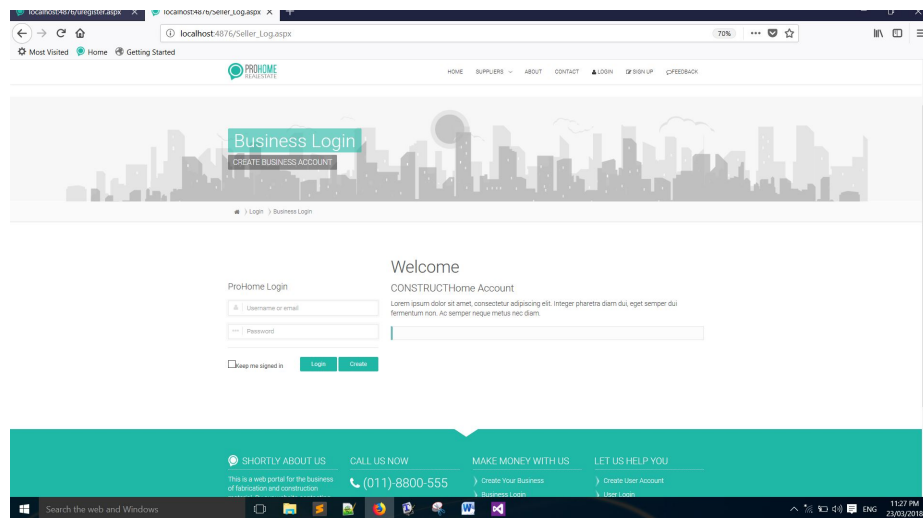 localhost:4876/uregister.aspx
localhost:4876/Seller_Log.aspx
localhost:4876/Seller_Log.aspx
70%
Most Visited Home Getting Started
PROHOME
REALESTATE
HOME SUPPLIERS ABOUT CONTACT LOGIN SIGN UP FEEDBACK
Business Login
CREATE BUSINESS ACCOUNT
Login Business Login
Welcome
ProHome Login
CONSTRUCTHome Account
Username or email
Lorem ipsum dolor sit amet, consectetur adipiscing elit. Integer pharetra diam dui, eget semper dui
fermentum non. Ac semper neque metus nec diam.
Password
Keep me signed in Login Create
SHORTLY ABOUT US CALL US NOW MAKE MONEY WITH US LET US HELP YOU
This is a web portal for the business
of fabrication and construction
(011)-8800-555
Create Your Business
Create User Account
Business Login
User Login
Search the web and Windows
ENG
11:27 PM
23/03/2018